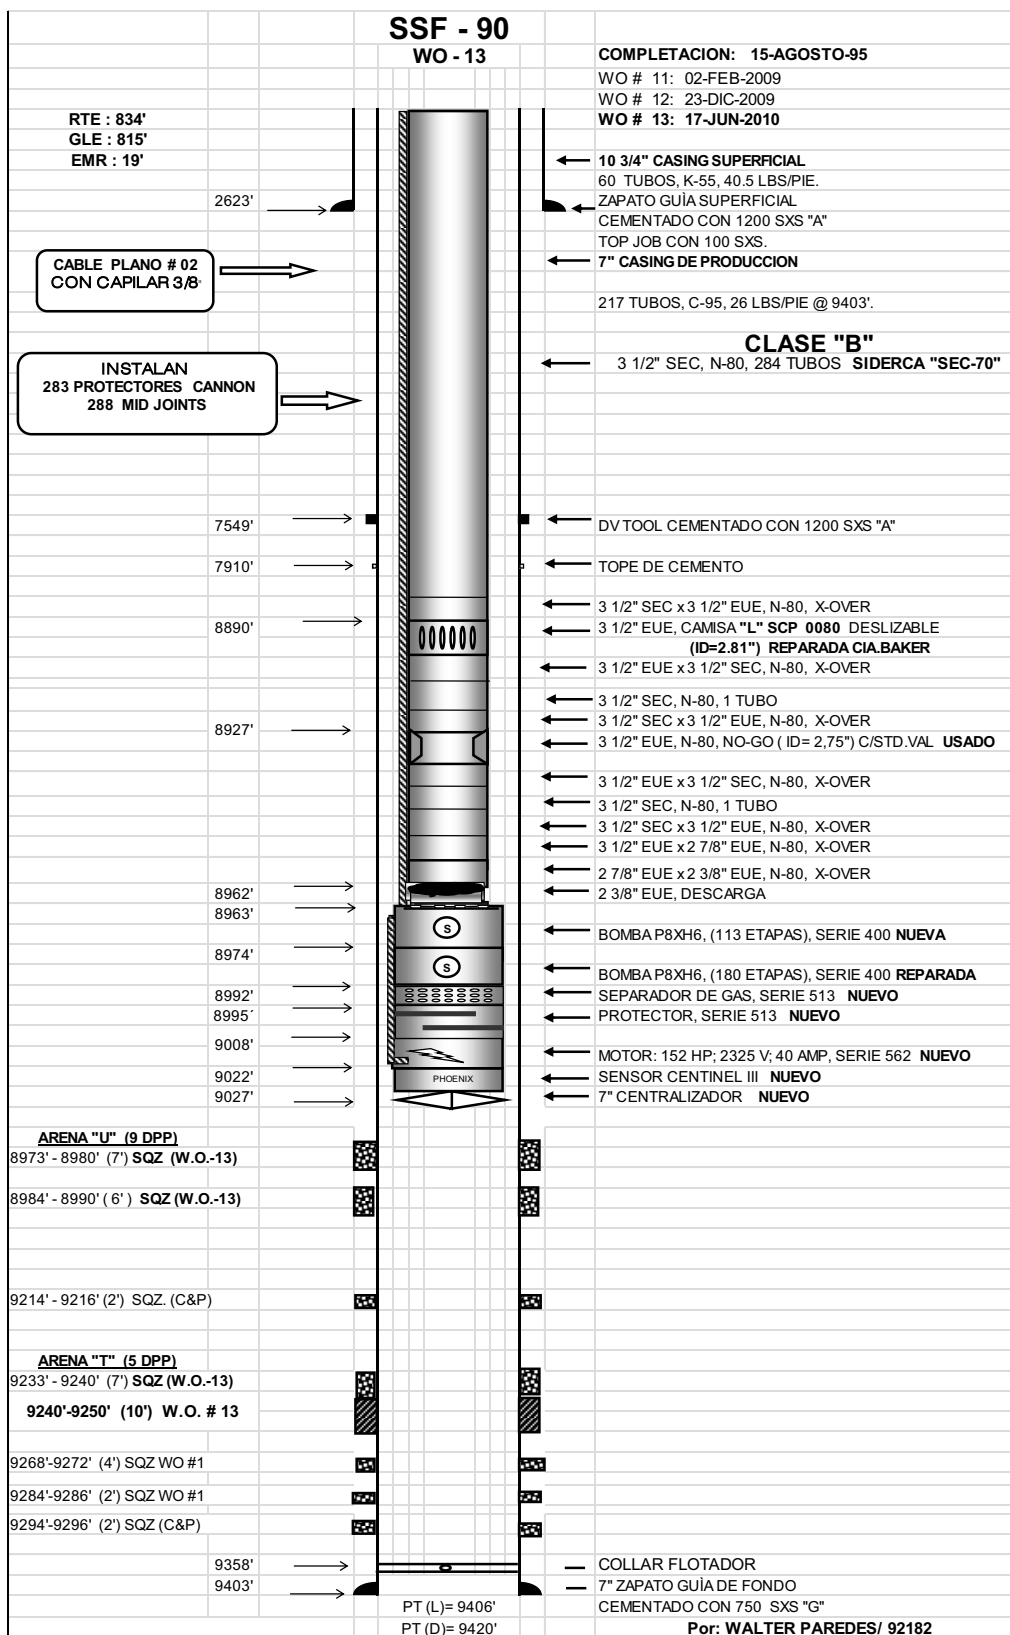 SSF - 90
WO - 13
COMPLETACION: 15-AGOSTO-95
WO # 11: 02-FEB-2009
WO # 12: 23-DIC-2009
WO # 13: 17-JUN-2010
RTE : 834'
GLE : 815'
EMR : 19'
10 3/4" CASING SUPERFICIAL
60 TUBOS, K-55, 40.5 LBS/PIE.
2623'
ZAPATO GUÌA SUPERFICIAL
CEMENTADO CON 1200 SXS "A"
TOP JOB CON 100 SXS.
CABLE PLANO # 02
CON CAPILAR 3/8"
7" CASING DE PRODUCCION
217 TUBOS, C-95, 26 LBS/PIE @ 9403'.
CLASE "B"
3 1/2" SEC, N-80, 284 TUBOS SIDERCA "SEC-70"
INSTALAN
283 PROTECTORES CANNON
288 MID JOINTS
7549'
DV TOOL CEMENTADO CON 1200 SXS "A"
7910'
TOPE DE CEMENTO
3 1/2" SEC x 3 1/2" EUE, N-80, X-OVER
8890'
3 1/2" EUE, CAMISA "L" SCP 0080 DESLIZABLE
(ID=2.81") REPARADA CIA.BAKER
3 1/2" EUE x 3 1/2" SEC, N-80, X-OVER
3 1/2" SEC, N-80, 1 TUBO
3 1/2" SEC x 3 1/2" EUE, N-80, X-OVER
8927'
3 1/2" EUE, N-80, NO-GO ( ID= 2,75") C/STD.VAL USADO
3 1/2" EUE x 3 1/2" SEC, N-80, X-OVER
3 1/2" SEC, N-80, 1 TUBO
3 1/2" SEC x 3 1/2" EUE, N-80, X-OVER
3 1/2" EUE x 2 7/8" EUE, N-80, X-OVER
2 7/8" EUE x 2 3/8" EUE, N-80, X-OVER
8962'
2 3/8" EUE, DESCARGA
8963'
S
BOMBA P8XH6, (113 ETAPAS), SERIE 400 NUEVA
8974'
S
BOMBA P8XH6, (180 ETAPAS), SERIE 400 REPARADA
8992'
SEPARADOR DE GAS, SERIE 513 NUEVO
8995´
PROTECTOR, SERIE 513 NUEVO
9008'
MOTOR: 152 HP; 2325 V; 40 AMP, SERIE 562 NUEVO
9022'
PHOENIX
SENSOR CENTINEL III NUEVO
9027'
7" CENTRALIZADOR NUEVO
ARENA "U" (9 DPP)
8973' - 8980' (7') SQZ (W.O.-13)
8984' - 8990' ( 6' ) SQZ (W.O.-13)
9214' - 9216' (2') SQZ. (C&P)
ARENA "T" (5 DPP)
9233' - 9240' (7') SQZ (W.O.-13)
9240'-9250' (10') W.O. # 13
9268'-9272' (4') SQZ WO #1
9284'-9286' (2') SQZ WO #1
9294'-9296' (2') SQZ (C&P)
9358'
COLLAR FLOTADOR
9403'
7" ZAPATO GUÌA DE FONDO
PT (L)= 9406'
CEMENTADO CON 750 SXS "G"
PT (D)= 9420'
Por: WALTER PAREDES/ 92182